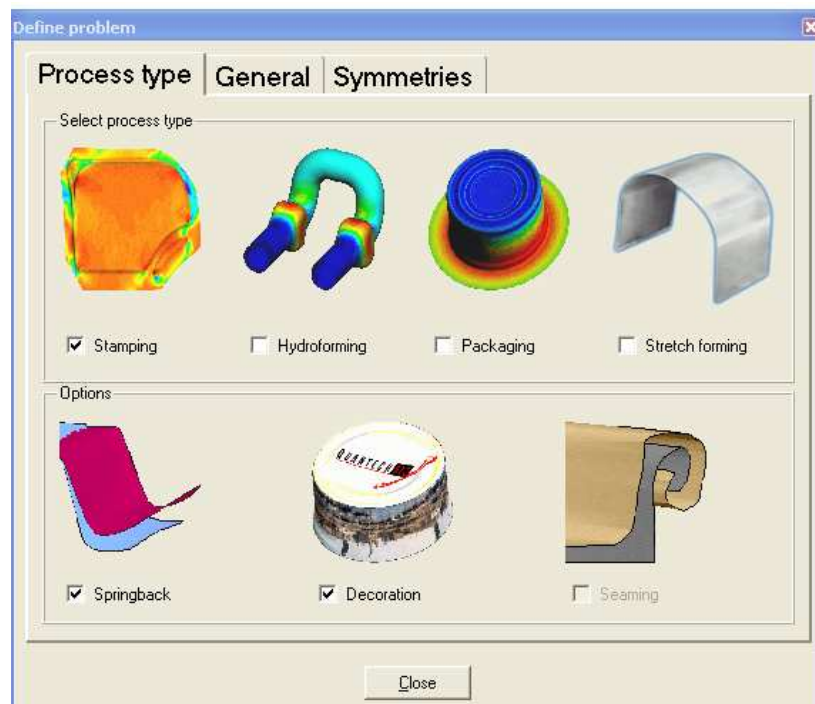 Define problem
Process type General Symmetries
Select process type
Stamping Hydroforming Packaging Stretch forming
Options
QUANTECH
Springback Decoration Seaming
Close